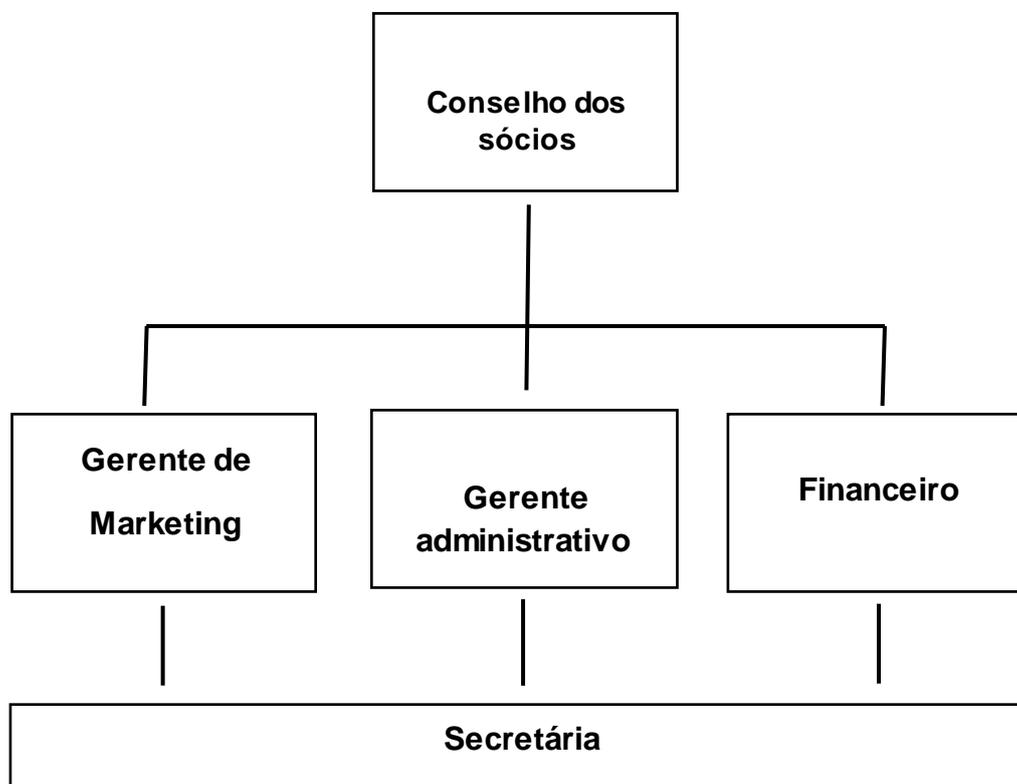 Conselho dos
sócios
Gerente de
Marketing
Gerente
administrativo
Financeiro
Secretária